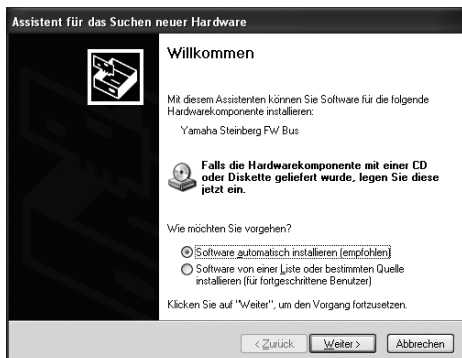 Assistent für das Suchen neuer Hardware
Willkommen
Mit diesem Assistenten können Sie Software für die folgende
Hardwarekomponente installieren:
Yamaha Steinberg FW Bus
Falls die Hardwarekomponente mit einer CD
oder Diskette geliefert wurde, legen Sie diese
jetzt ein.
Wie möchten Sie vorgehen?
Software automatisch installieren (empfohlen)
Software von einer Liste oder bestimmten Quelle
installieren (für fortgeschrittene Benutzer)
Klicken Sie auf "Weiter", um den Vorgang fortzusetzen.
< Zurück Weiter > Abbrechen